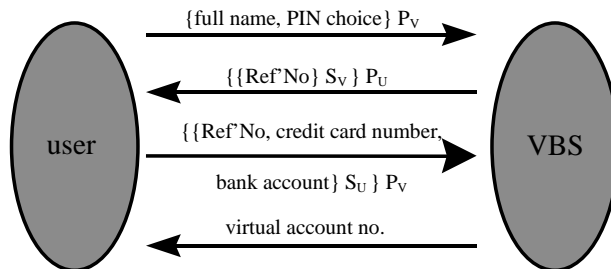 {full name, PIN choice} P_V
{{Ref'No} S_V } P_U
user
{{Ref'No, credit card number,
VBS
bank account} S_U } P_V
virtual account no.